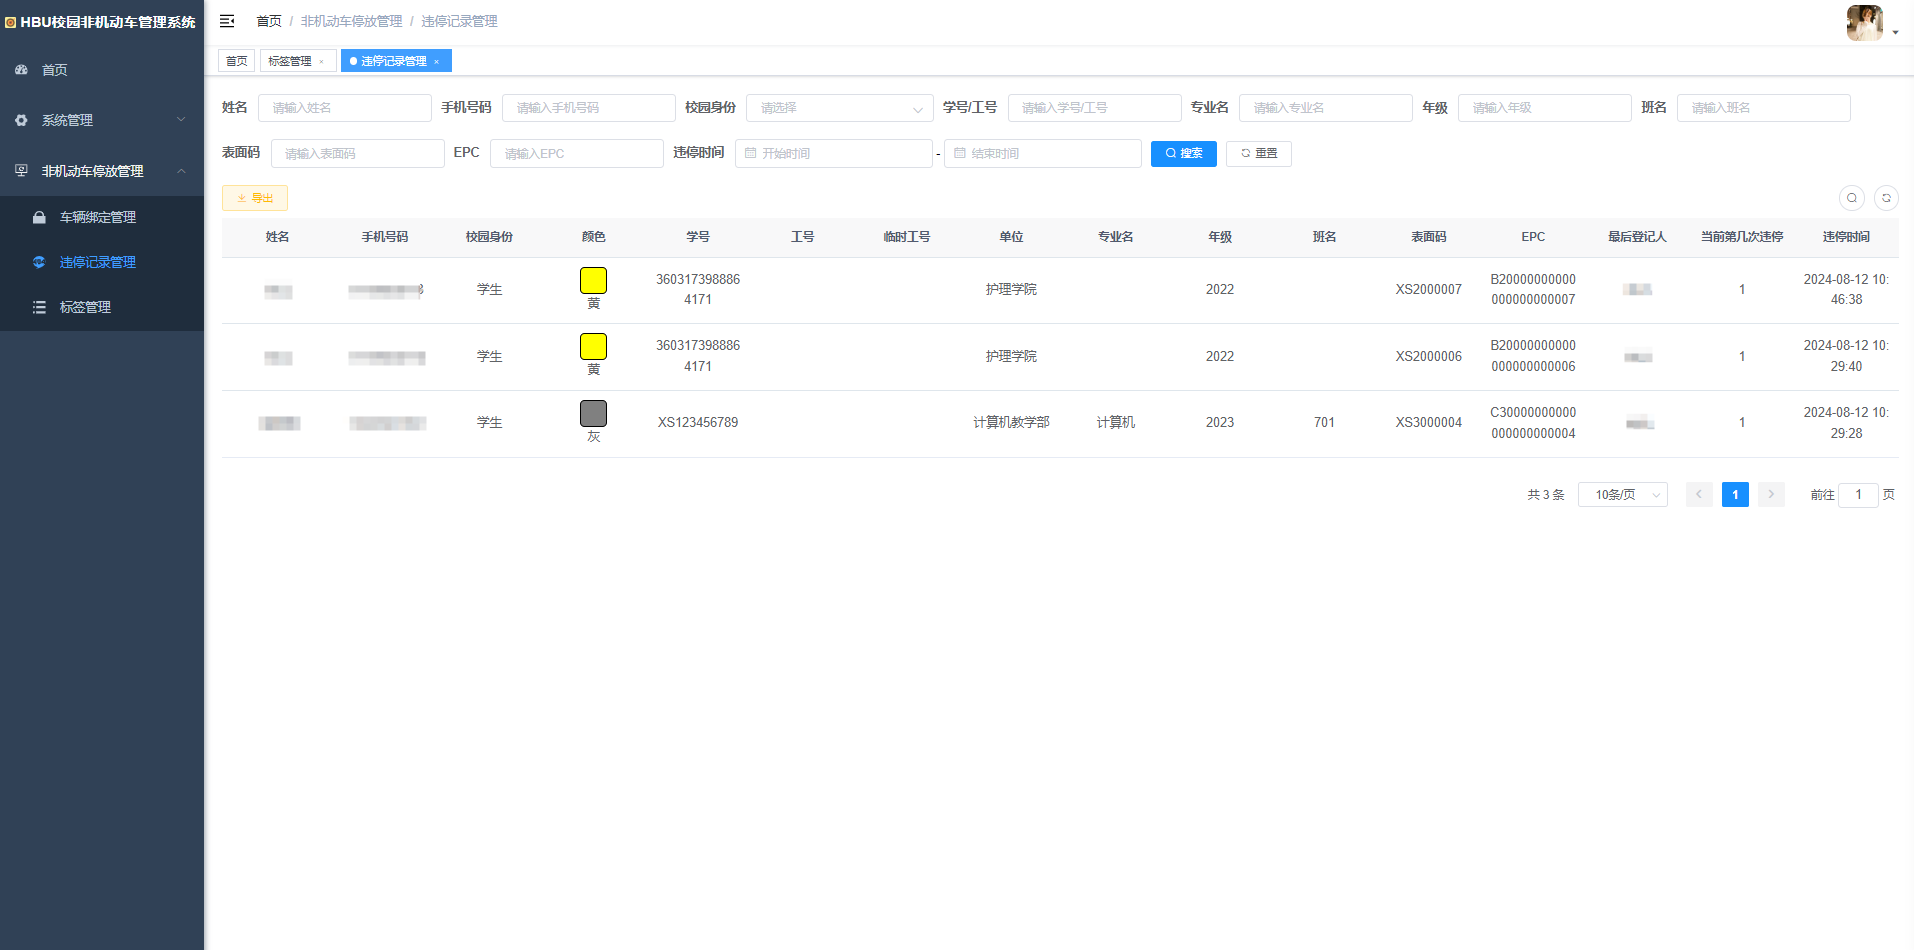 HBU校园非机动车管理系统
首页
系统管理
非机动车停放管理
车辆绑定管理
违停记录管理
标签管理
首页 / 非机动车停放管理 / 违停记录管理
首页 标签管理 × 违停记录管理 ×
姓名 请输入姓名 手机号码 请输入手机号码 校园身份 请选择 学号/工号 请输入学号/工号 专业名 请输入专业名 年级 请输入年级 班名 请输入班名
表面码 请输入表面码 EPC 请输入EPC 违停时间 开始时间 - 结束时间 搜索 重置
导出
姓名 手机号码 校园身份 颜色 学号 工号 临时工号 单位 专业名 年级 班名 表面码 EPC 最后登记人 当前第几次违停 违停时间
学生 黄 360317398886 4171 护理学院 2022 XS2000007 B20000000000 000000000007 1 2024-08-12 10: 46:38
学生 黄 360317398886 4171 护理学院 2022 XS2000006 B20000000000 000000000006 1 2024-08-12 10: 29:40
学生 灰 XS123456789 计算机教学部 计算机 2023 701 XS3000004 C30000000000 000000000004 1 2024-08-12 10: 29:28
共 3 条 10条/页 1 前往 1 页